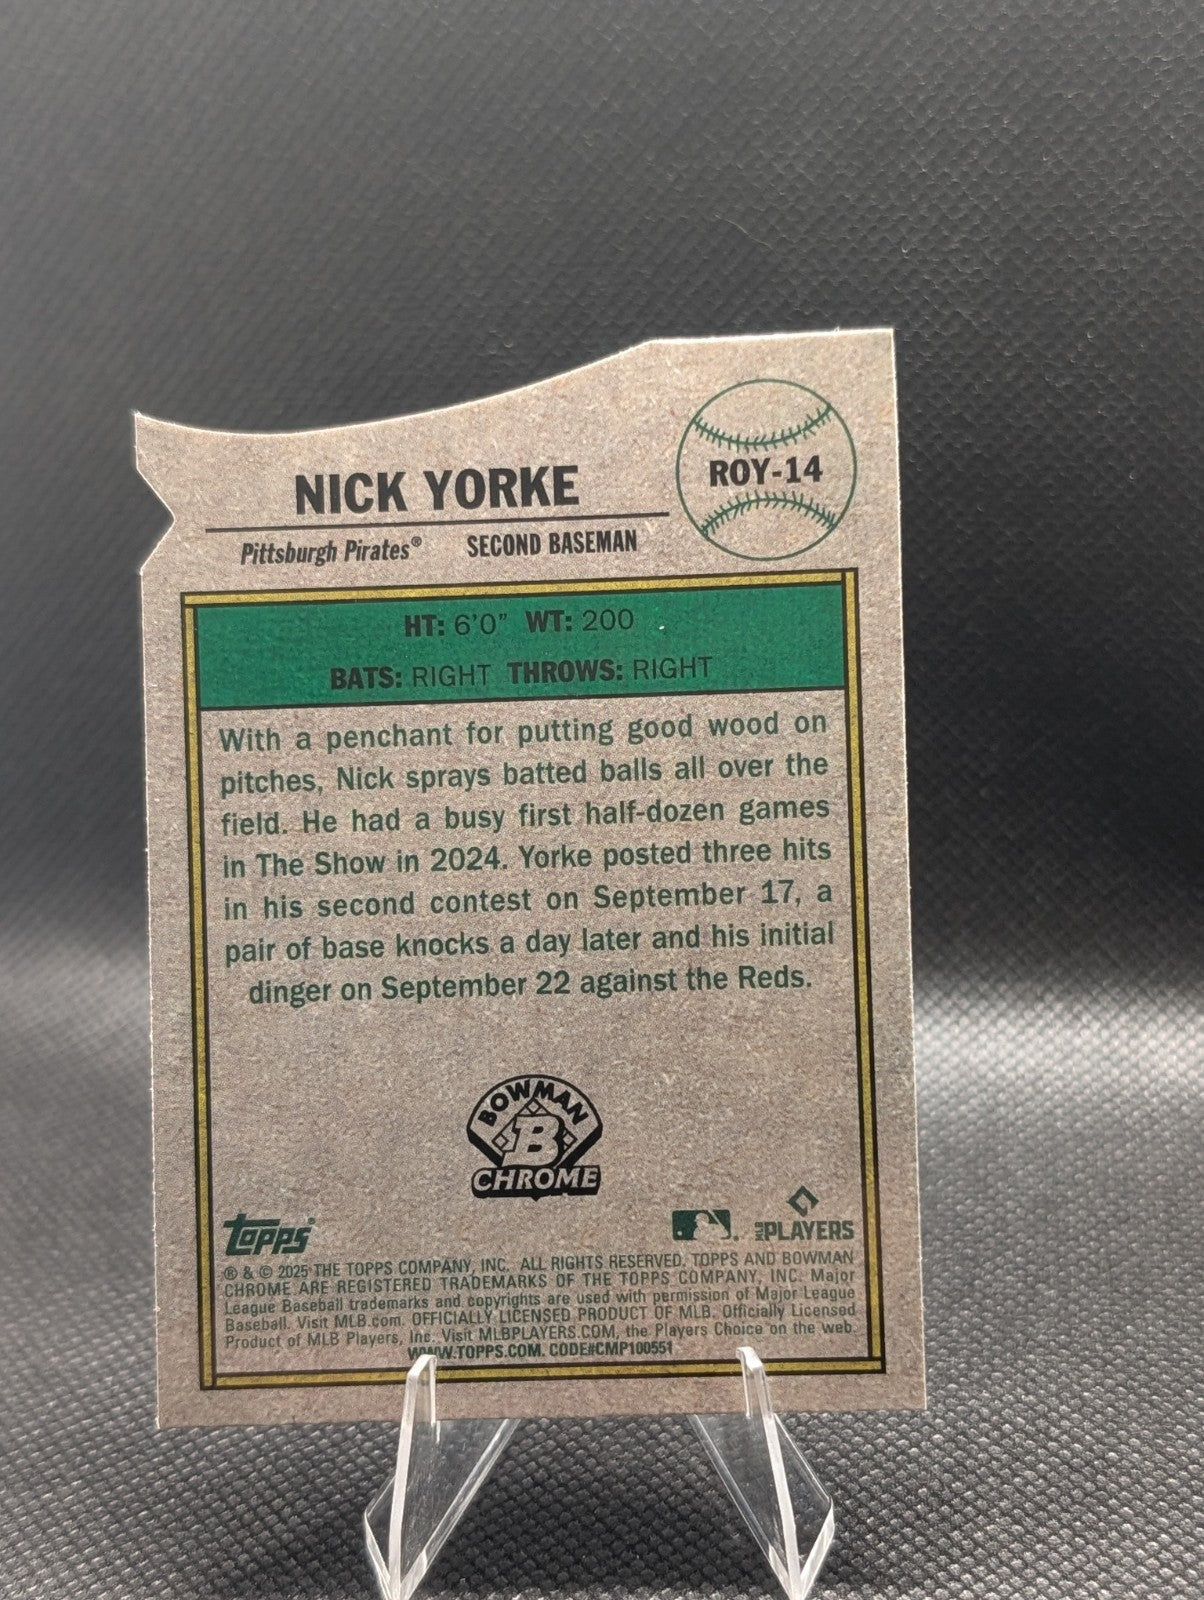 NICK YORKE
ROY-14
Pittsburgh Pirates® SECOND BASEMAN
HT: 6'0" WT: 200
BATS: RIGHT THROWS: RIGHT
With a penchant for putting good wood on
pitches, Nick sprays batted balls all over the
field. He had a busy first half-dozen games
in The Show in 2024. Yorke posted three hits
in his second contest on September 17, a
pair of base knocks a day later and his initial
dinger on September 22 against the Reds.
BOWMAN
B
CHROME
Topps®
MLB PLAYERS
® & © 2025 THE TOPPS COMPANY, INC. ALL RIGHTS RESERVED. TOPPS AND BOWMAN
CHROME ARE REGISTERED TRADEMARKS OF THE TOPPS COMPANY, INC. Major
League Baseball trademarks and copyrights are used with permission of Major League
Baseball. Visit MLB.com. OFFICIALLY LICENSED PRODUCT OF MLB. Officially Licensed
Product of MLB Players, Inc. Visit MLBPLAYERS.COM, the Players Choice on the web.
WWW.TOPPS.COM. CODE#CMP100551